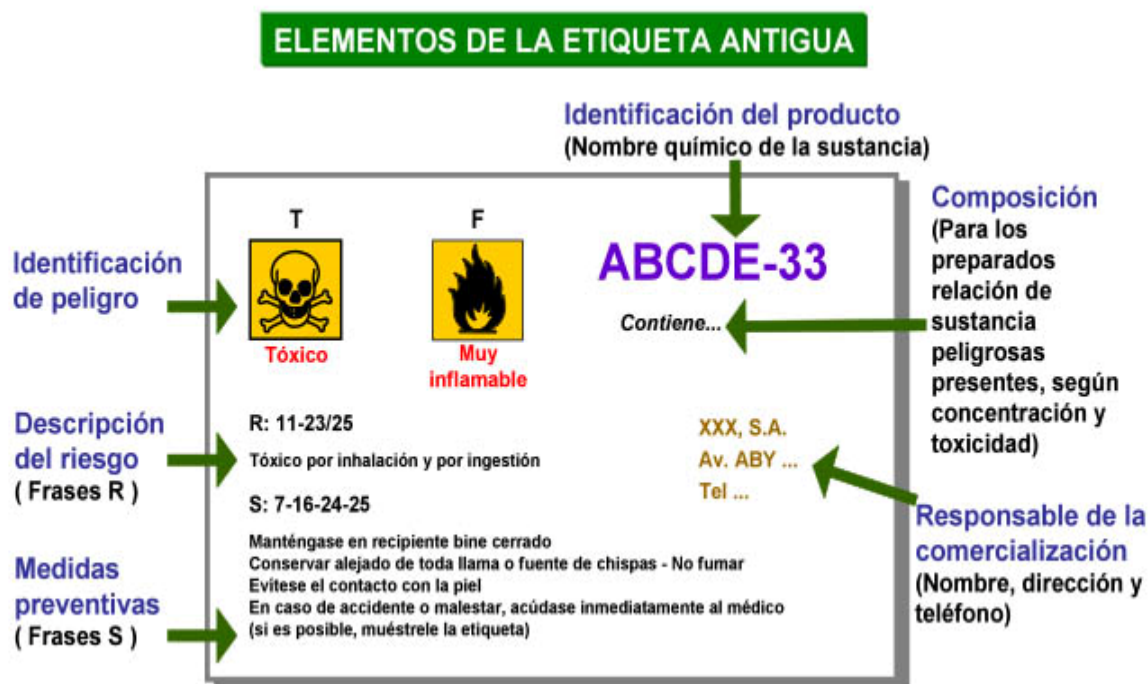 ELEMENTOS DE LA ETIQUETA ANTIGUA
Identificación del producto
(Nombre químico de la sustancia)
Composición
(Para los
preparados
relación de
sustancia
peligrosas
presentes, según
concentración y
toxicidad)
Identificación
de peligro
T
F
ABCDE-33
Contiene...
Tóxico
Muy
inflamable
Descripción
del riesgo
( Frases R )
R: 11-23/25
Tóxico por inhalación y por ingestión
XXX, S.A.
Av. ABY ...
Tel ...
Responsable de la
comercialización
(Nombre, dirección y
teléfono)
S: 7-16-24-25
Medidas
preventivas
( Frases S )
Manténgase en recipiente bine cerrado
Conservar alejado de toda llama o fuente de chispas - No fumar
Evítese el contacto con la piel
En caso de accidente o malestar, acúdase inmediatamente al médico
(si es posible, muéstrele la etiqueta)